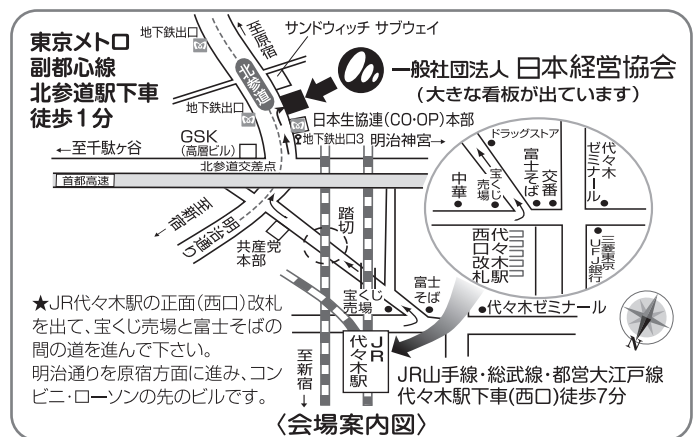 東京メトロ
副都心線
北参道駅下車
徒歩1分
地下鉄出口
至原宿→
サンドウィッチ サブウェイ
北参道
一般社団法人 日本経営協会
(大きな看板が出ています)
地下鉄出口
日本生協連(CO・OP)本部
地下鉄出口3
明治神宮→
GSK
(高層ビル)
←至千駄ヶ谷
北参道交差点
首都高速
←至新宿
明治通り
共産党
本部
踏切
宝くじ
売場
富士
そば
代々木ゼミナール
ドラッグストア
中華
宝くじ
売場
富士そば
交番
代々木
ゼミナール
代々木駅
西口改札
三菱東京
UFJ銀行
★JR代々木駅の正面(西口)改札
を出て、宝くじ売場と富士そばの
間の道を進んで下さい。
明治通りを原宿方面に進み、コン
ビニ・ローソンの先のビルです。
至新宿→
JR
代々木駅
N
JR山手線・総武線・都営大江戸線
代々木駅下車(西口)徒歩7分
〈会場案内図〉